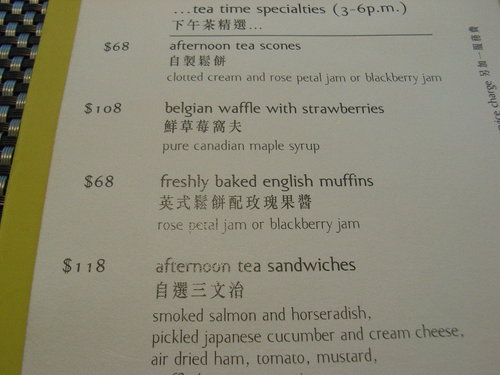 ...tea time specialties (3-6p.m.)
下午茶精選...
$68 afternoon tea scones
自製鬆餅
clotted cream and rose petal jam or blackberry jam
$108 belgian waffle with strawberries
鮮草莓窩夫
pure canadian maple syrup
$68 freshly baked english muffins
英式鬆餅配玫瑰果醬
rose petal jam or blackberry jam
$118 afternoon tea sandwiches
自選三文治
smoked salmon and horseradish,
pickled japanese cucumber and cream cheese,
air dried ham, tomato, mustard,
charge 另加一服務費